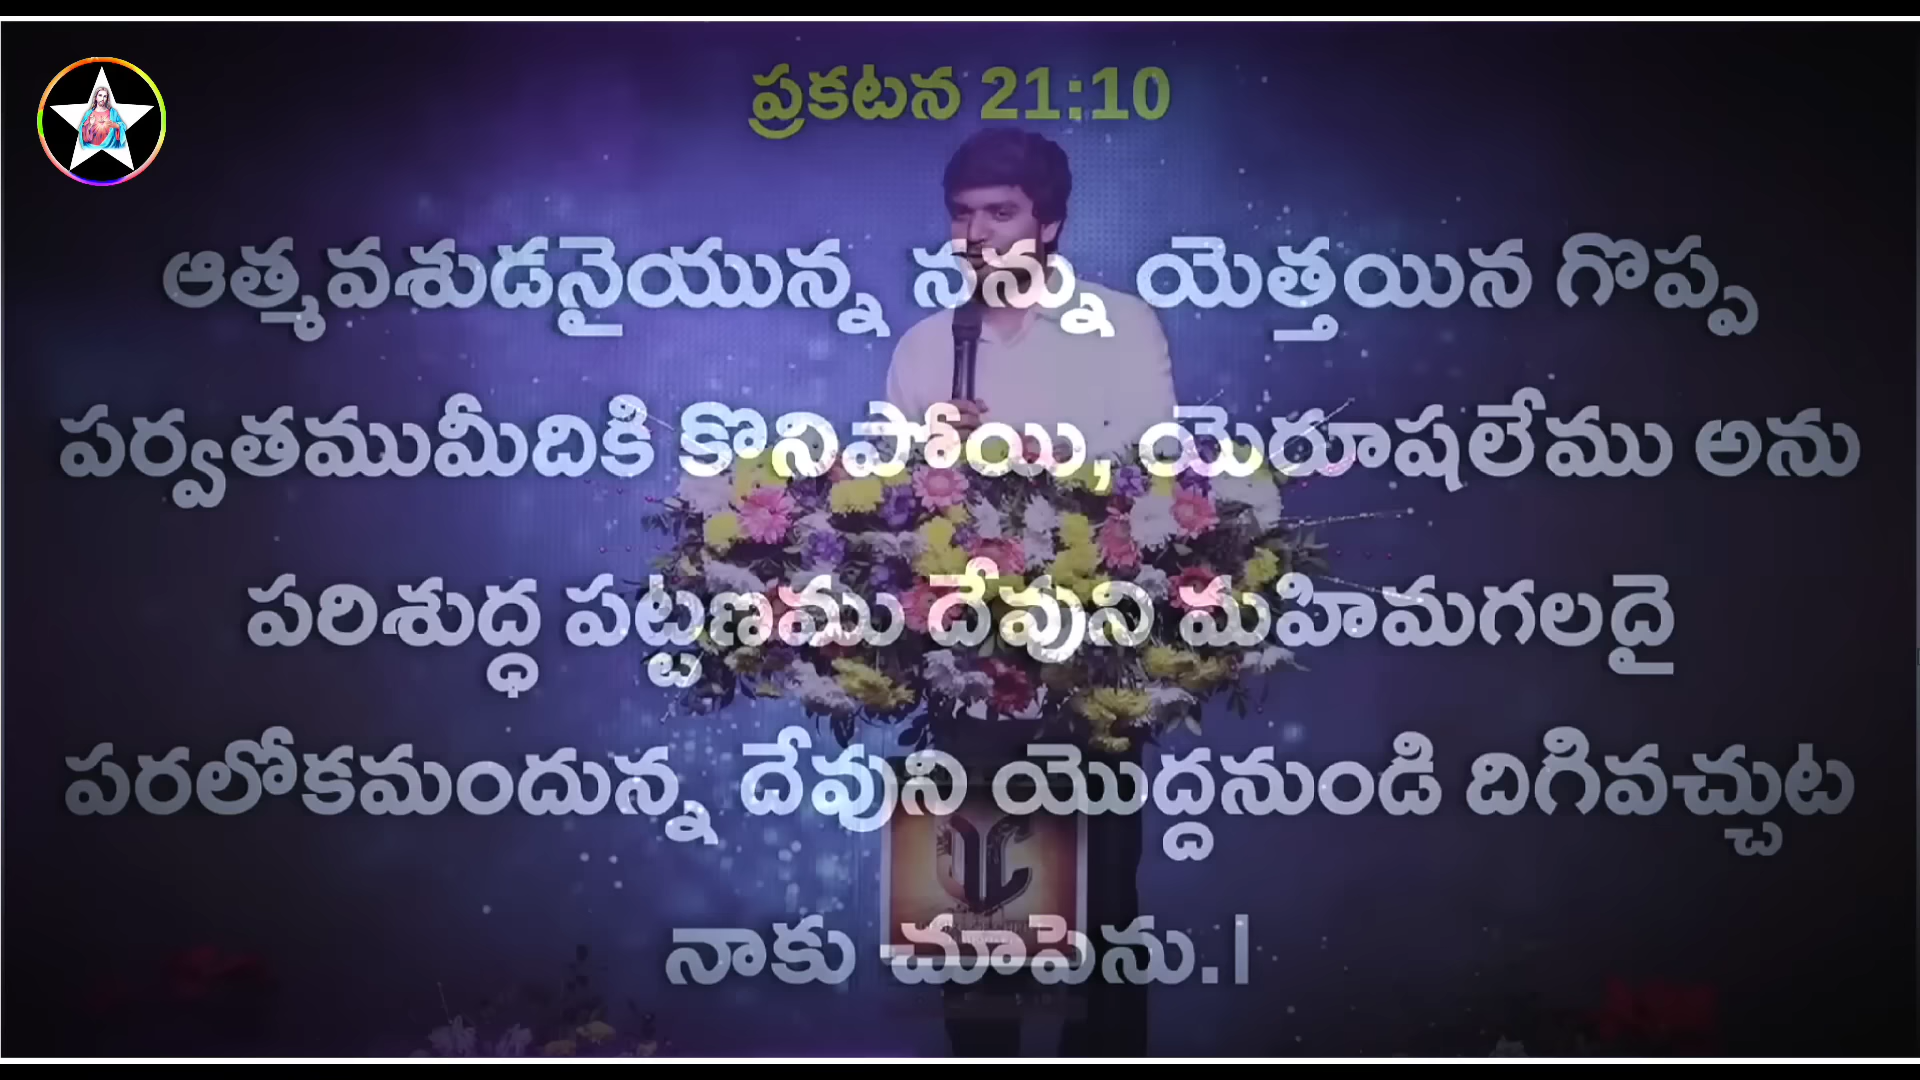 ప్రకటన 21:10
ఆత్మవశుడనైయున్న నన్ను యెత్తయిన గొప్ప
పర్వతముమీదికి కొనిపోయి, యెరూషలేము అను
పరిశుద్ధ పట్టణము దేవుని మహిమగలదై
పరలోకమందున్న దేవుని యొద్దనుండి దిగివచ్చుట
నాకు చూపెను.|